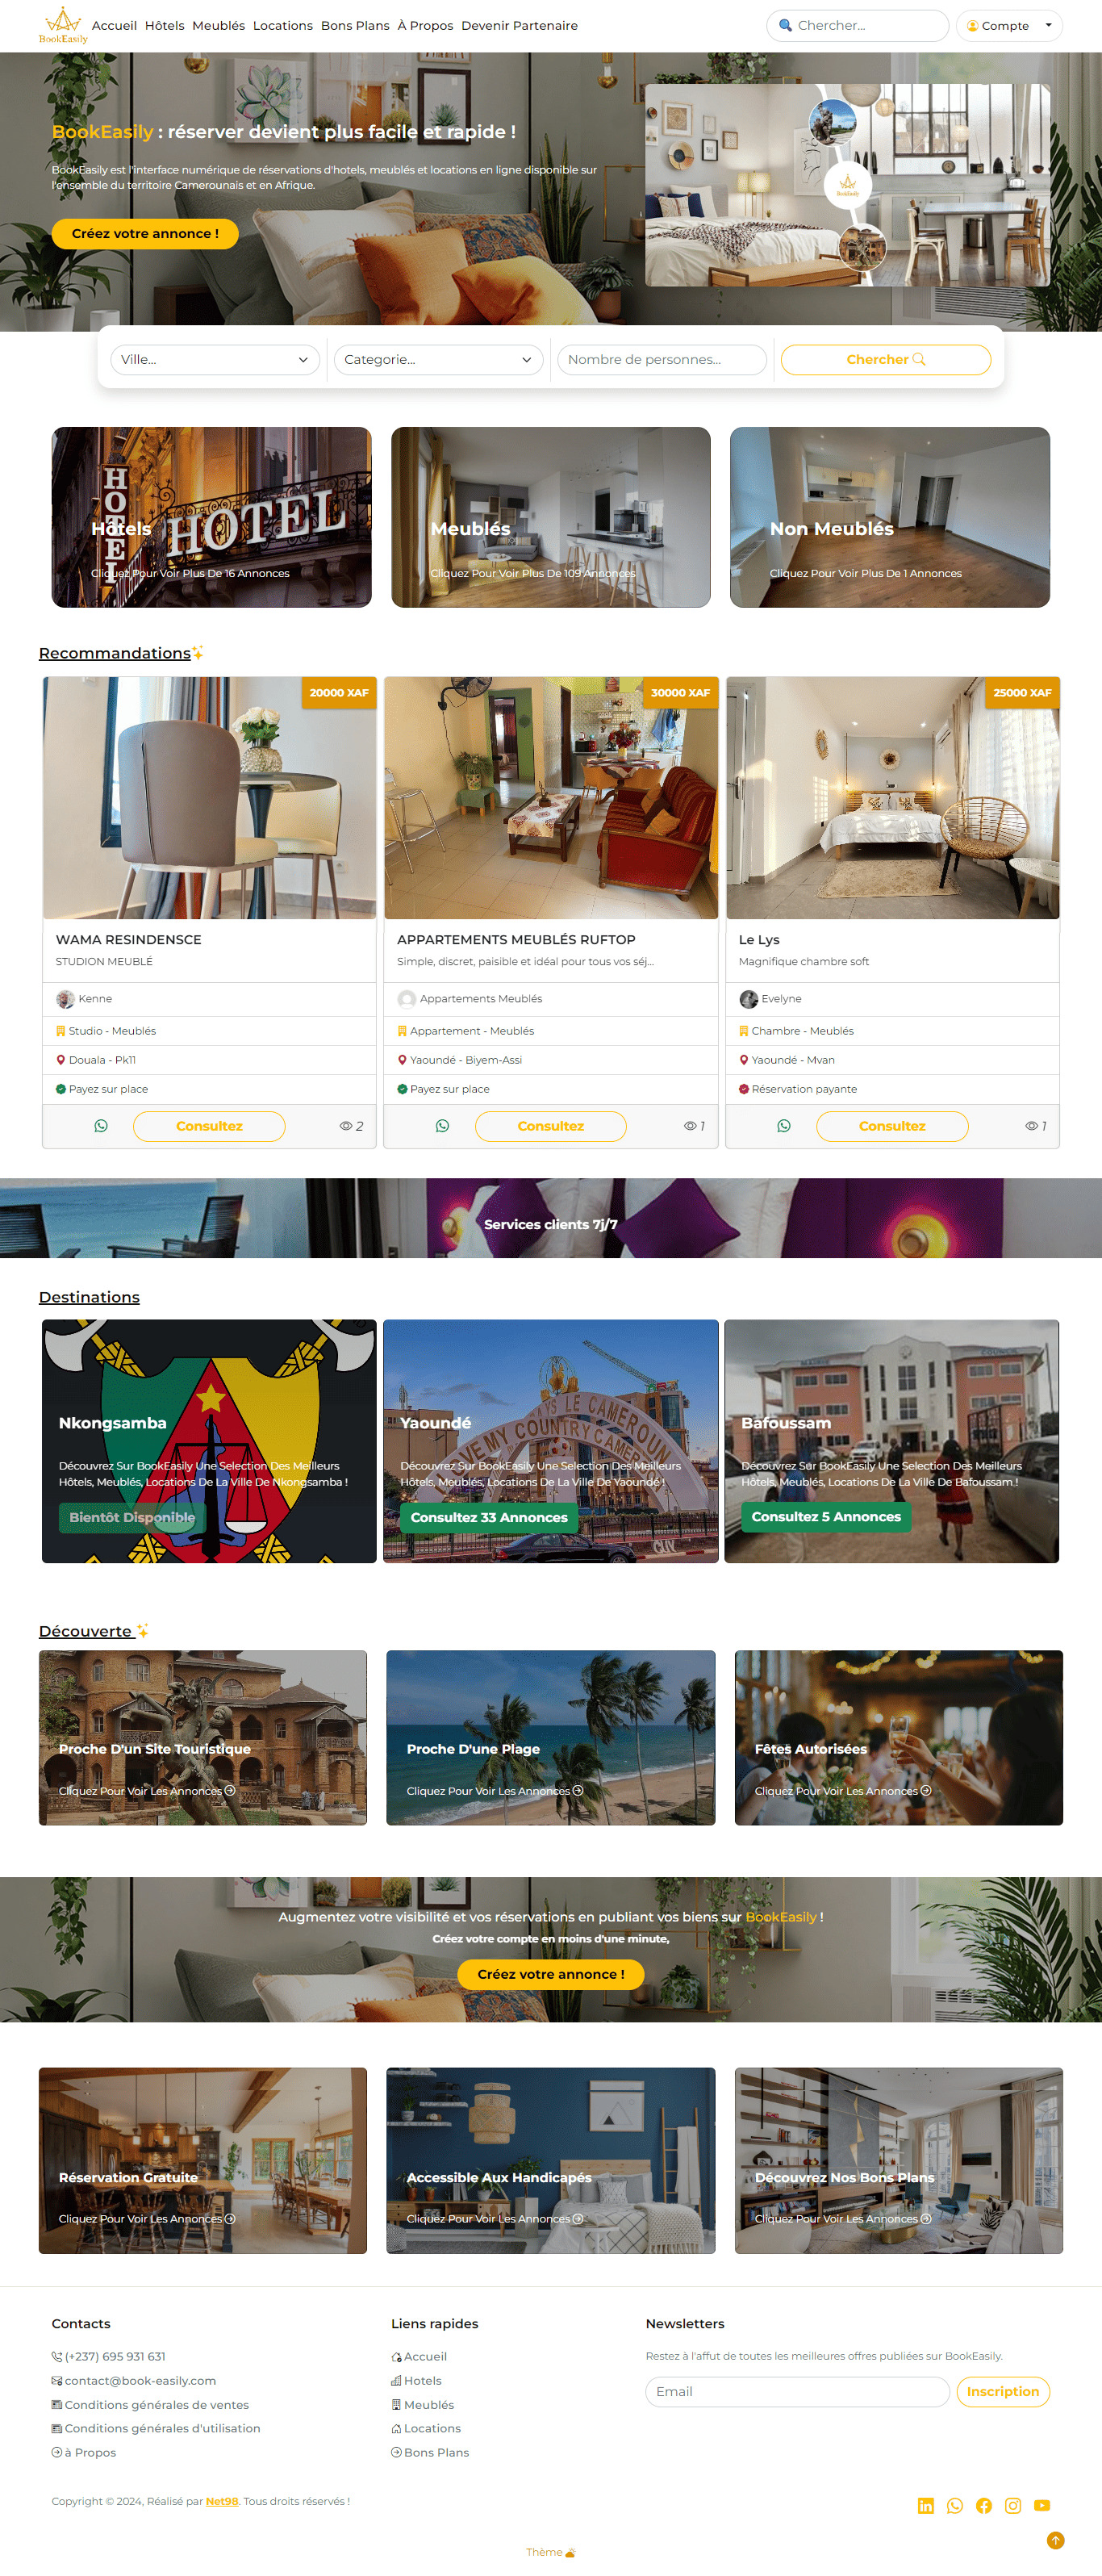 BookEasily
Accueil Hôtels Meublés Locations Bons Plans À Propos Devenir Partenaire
Chercher...
Compte
BookEasily : réserver devient plus facile et rapide !
BookEasily est l'interface numérique de réservations d'hotels, meublés et locations en ligne disponible sur
l'ensemble du territoire Camerounais et en Afrique.
Créez votre annonce !
BookEasily
Ville...
Categorie...
Nombre de personnes...
Chercher
HOTEL
HOTEL
Hôtels
Cliquez Pour Voir Plus De 16 Annonces
Meublés
Cliquez Pour Voir Plus De 109 Annonces
Non Meublés
Cliquez Pour Voir Plus De 1 Annonces
Recommandations
20000 XAF
30000 XAF
25000 XAF
WAMA RESINDENSCE
STUDION MEUBLÉ
Kenne
Studio - Meublés
Douala - Pk11
Payez sur place
Consultez
2
APPARTEMENTS MEUBLÉS RUFTOP
Simple, discret, paisible et idéal pour tous vos séj...
Appartements Meublés
Appartement - Meublés
Yaoundé - Biyem-Assi
Payez sur place
Consultez
1
Le Lys
Magnifique chambre soft
Evelyne
Chambre - Meublés
Yaoundé - Mvan
Réservation payante
Consultez
1
Services clients 7j/7
Destinations
Nkongsamba
Découvrez Sur BookEasily Une Selection Des Meilleurs
Hôtels, Meublés, Locations De La Ville De Nkongsamba !
Bientôt Disponible
Yaoundé
Découvrez Sur BookEasily Une Selection Des Meilleurs
Hôtels, Meublés, Locations De La Ville De Yaoundé !
Consultez 33 Annonces
Bafoussam
Découvrez Sur BookEasily Une Selection Des Meilleurs
Hôtels, Meublés, Locations De La Ville De Bafoussam !
Consultez 5 Annonces
Découverte
Proche D'un Site Touristique
Cliquez Pour Voir Les Annonces
Proche D'une Plage
Cliquez Pour Voir Les Annonces
Fêtes Autorisées
Cliquez Pour Voir Les Annonces
Augmentez votre visibilité et vos réservations en publiant vos biens sur BookEasily !
Créez votre compte en moins d'une minute,
Créez votre annonce !
Réservation Gratuite
Cliquez Pour Voir Les Annonces
Accessible Aux Handicapés
Cliquez Pour Voir Les Annonces
Découvrez Nos Bons Plans
Cliquez Pour Voir Les Annonces
Contacts
(+237) 695 931 631
contact@book-easily.com
Conditions générales de ventes
Conditions générales d'utilisation
à Propos
Liens rapides
Accueil
Hotels
Meublés
Locations
Bons Plans
Newsletters
Restez à l'affut de toutes les meilleures offres publiées sur BookEasily.
Email
Inscription
Copyright © 2024, Réalisé par Net98. Tous droits réservés !
Thème